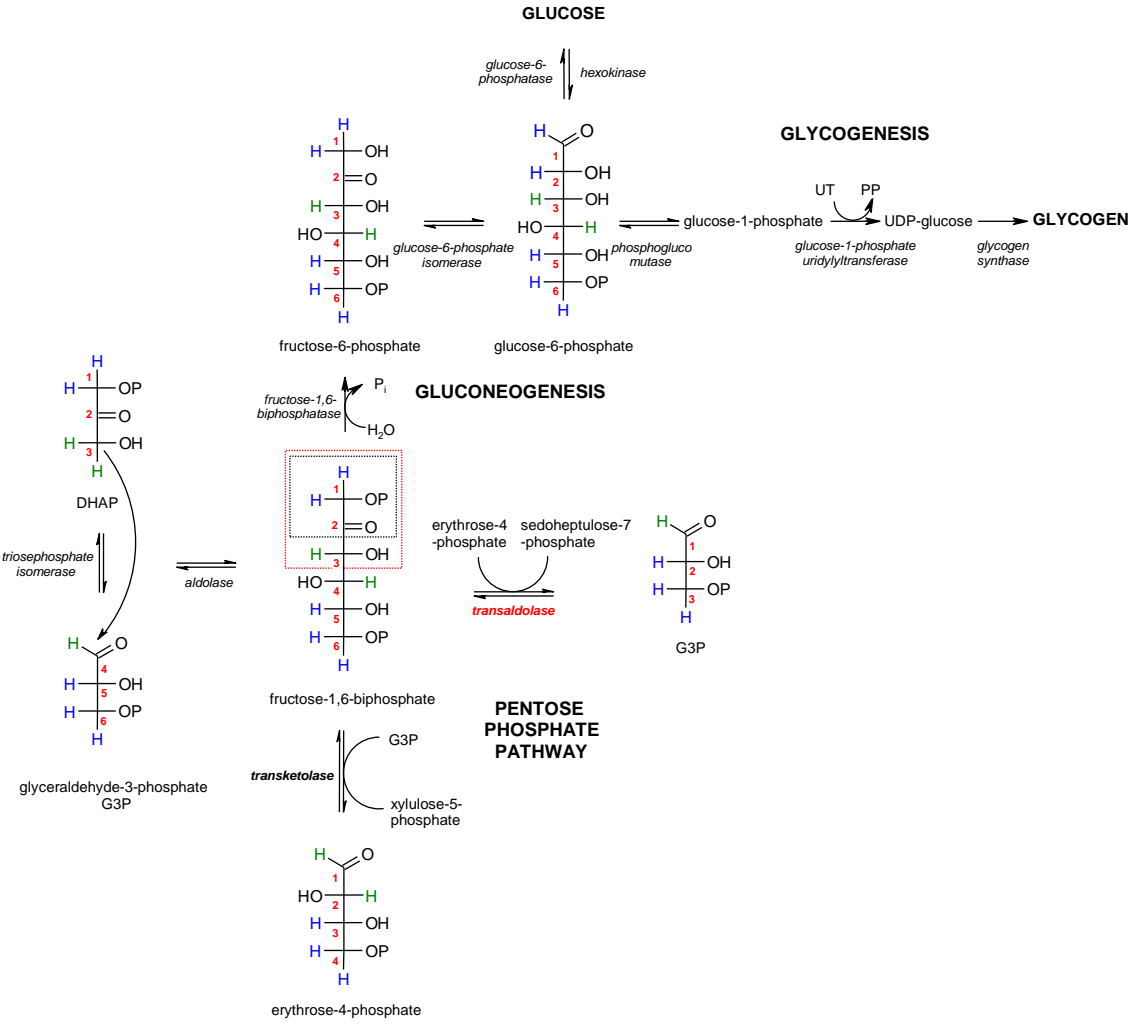 GLUCOSE
glucose-6-
phosphatase
hexokinase
H
H 1 OH
2 O
H 3 OH
HO 4 H
H 5 OH
H 6 OP
H
fructose-6-phosphate
glucose-6-phosphate
isomerase
H O
1
H 2 OH
H 3 OH
HO 4 H
H 5 OH
H 6 OP
H
glucose-6-phosphate
phosphogluco
mutase
GLYCOGENESIS
glucose-1-phosphate
UT PP
glucose-1-phosphate
uridylyltransferase
UDP-glucose
glycogen
synthase
GLYCOGEN
fructose-1,6-
biphosphatase
Pi
H2O
GLUCONEOGENESIS
H
H 1 OP
2 O
H 3 OH
H
DHAP
triosephosphate
isomerase
aldolase
H O
4
H 5 OH
H 6 OP
H
glyceraldehyde-3-phosphate
G3P
H
H 1 OP
2 O
H 3 OH
HO 4 H
H 5 OH
H 6 OP
H
fructose-1,6-biphosphate
erythrose-4
-phosphate
sedoheptulose-7
-phosphate
transaldolase
H O
1
H 2 OH
H 3 OP
H
G3P
PENTOSE
PHOSPHATE
PATHWAY
transketolase
G3P
xylulose-5-
phosphate
H O
1
HO 2 H
H 3 OH
H 4 OP
H
erythrose-4-phosphate